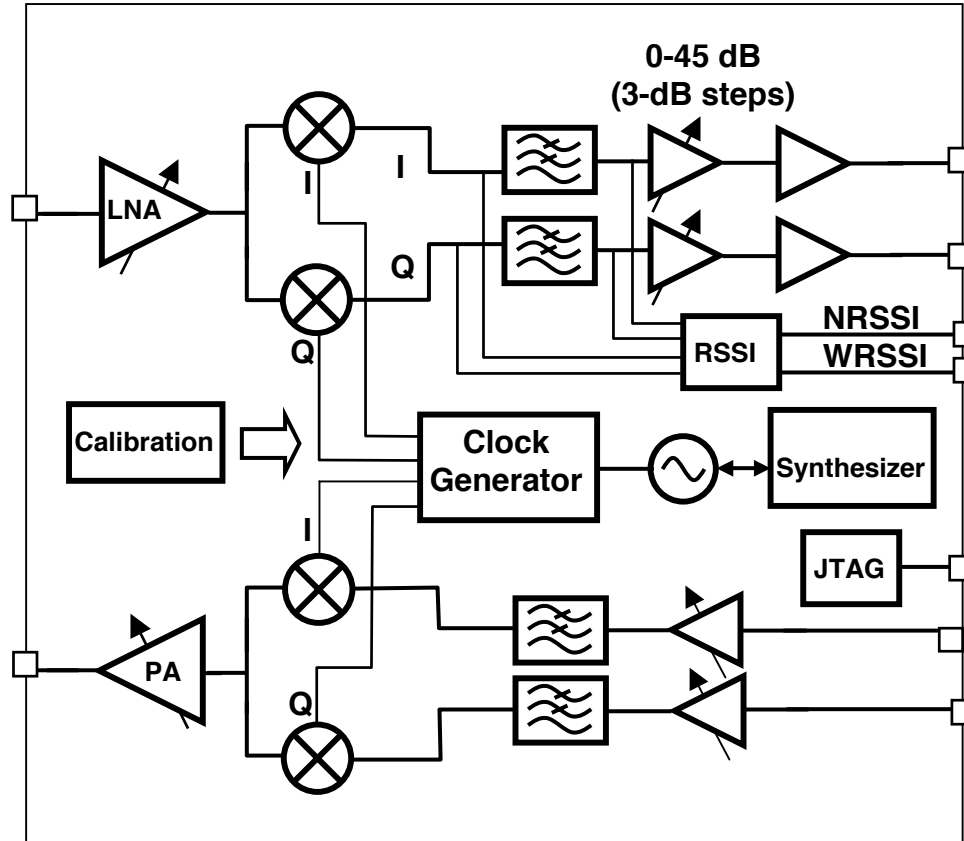 0-45 dB
(3-dB steps)
LNA
I
I
Q
Q
NRSSI
RSSI
WRSSI
Calibration
Clock
Generator
Synthesizer
I
JTAG
PA
Q